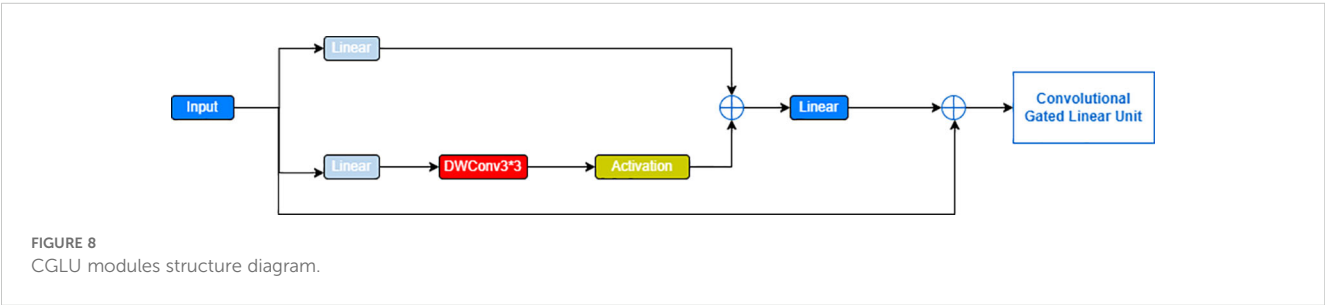 Linear
Input
Linear
Convolutional
Gated Linear Unit
Linear
DWConv3*3
Activation
FIGURE 8
CGLU modules structure diagram.